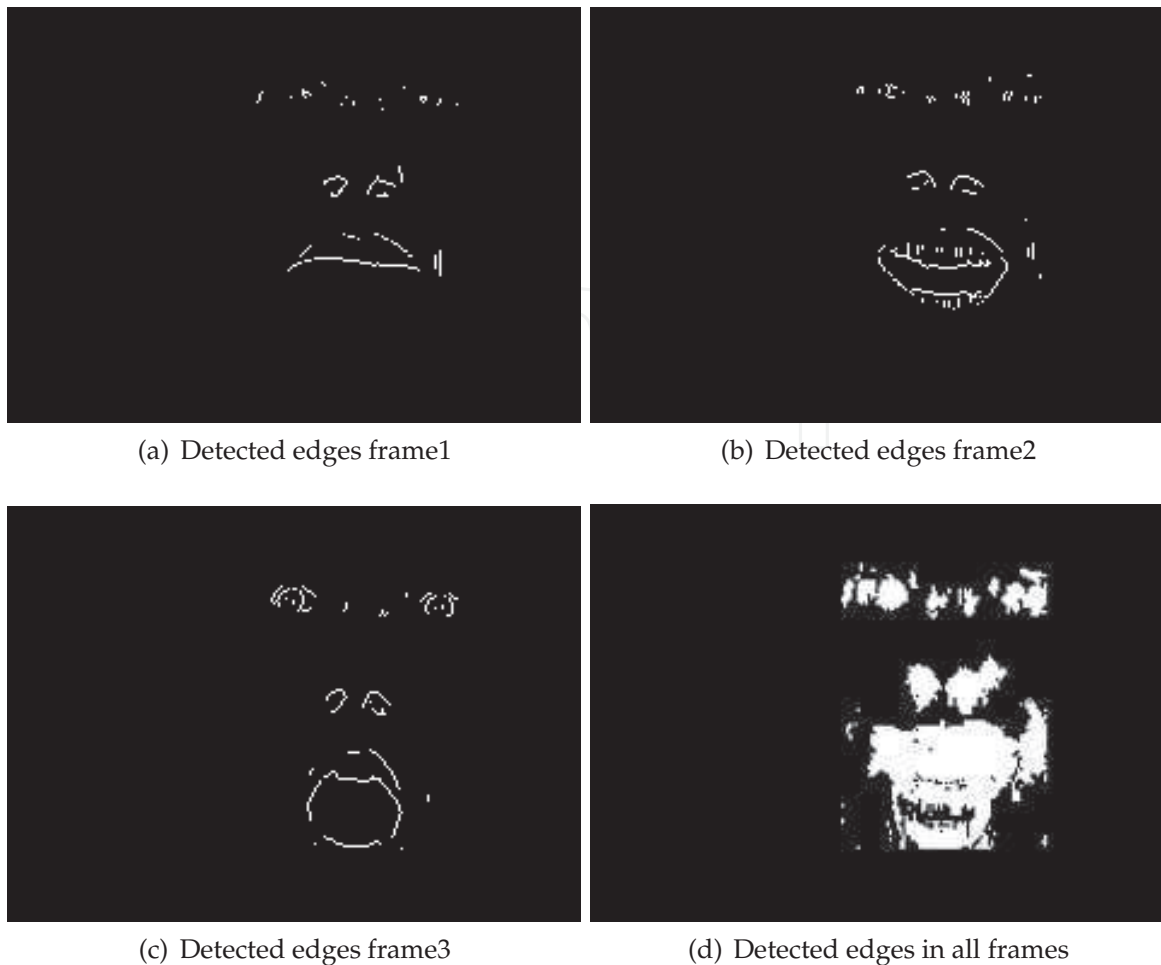 (a) Detected edges frame1
(b) Detected edges frame2
(c) Detected edges frame3
(d) Detected edges in all frames